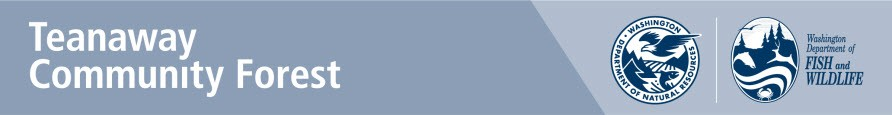 Teanaway
Community Forest
WASHINGTON
DEPARTMENT OF NATURAL RESOURCES
Washington
Department of
FISH and
WILDLIFE